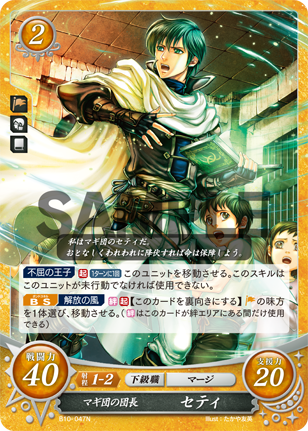 2
SAMPLE
私はマギ団のセティだ。
おとなしくわれわれに降伏すれば命は保障しよう。
不屈の王子 起 1ターンに1回 このユニットを移動させる。このスキルは
このユニットが未行動でなければ使用できない。
BS 解放の風 絆 起 【このカードを裏向きにする】の味方
を1体選び、移動させる。（絆はこのカードが絆エリアにある間だけ使用
できる）
戦闘力
40
射程 1-2 下級職 マージ
支援力
20
マギ団の団長 セティ
B10-047N
Illust：たかや友英